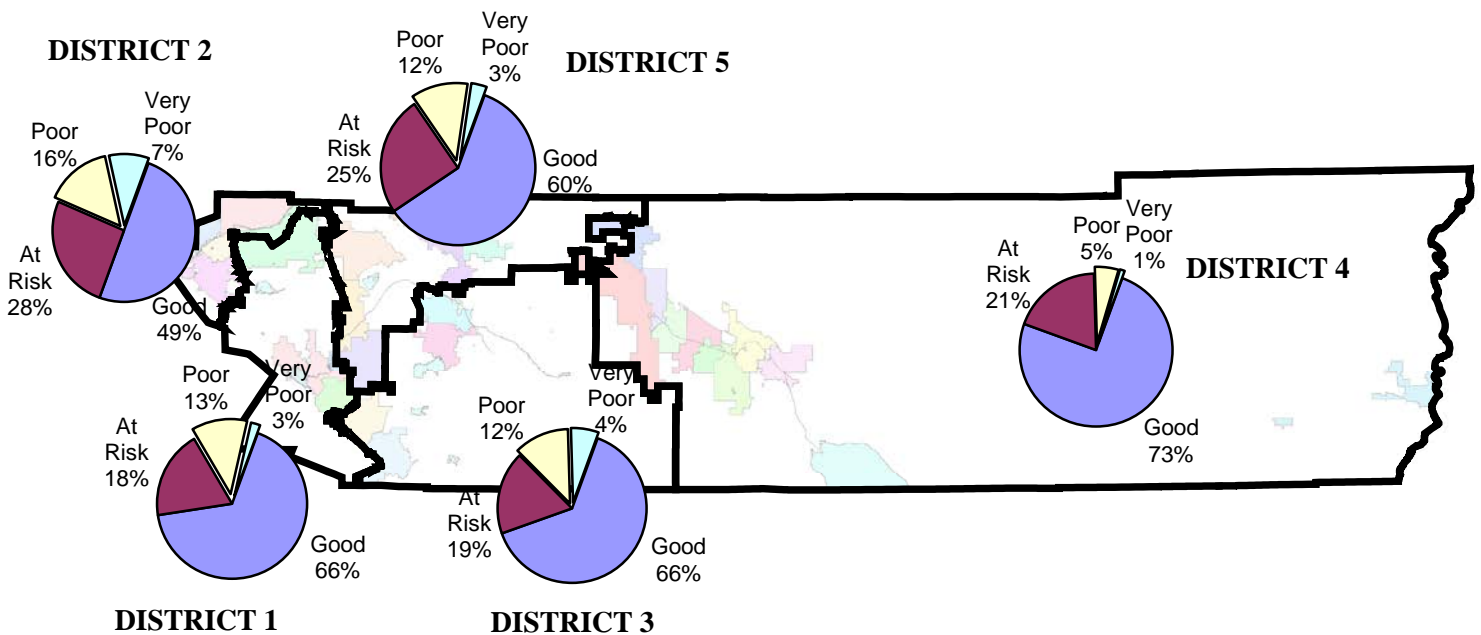 DISTRICT 2
Poor
16%
Very
Poor
7%
At
Risk
28%
Good
49%
DISTRICT 5
Poor
12%
Very
Poor
3%
At
Risk
25%
Good
60%
DISTRICT 4
Poor
5%
Very
Poor
1%
At
Risk
21%
Good
73%
Poor
13%
Very
Poor
3%
At
Risk
18%
Good
66%
DISTRICT 1
Poor
12%
Very
Poor
4%
At
Risk
19%
Good
66%
DISTRICT 3